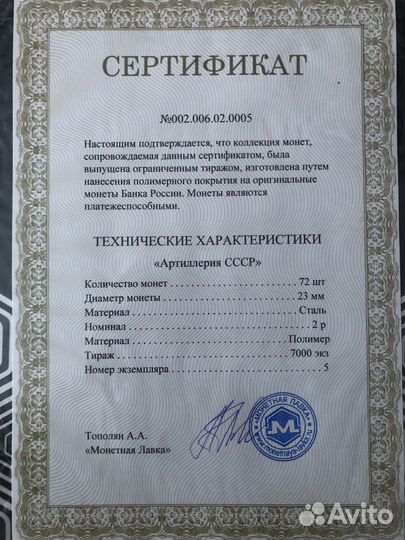 СЕРТИФИКАТ
№002.006.02.0005
Настоящим подтверждается, что коллекция монет,
сопровождаемая данным сертификатом, была
выпущена ограниченным тиражом, изготовлена путем
нанесения полимерного покрытия на оригинальные
монеты Банка России. Монеты являются
платежеспособными.
ТЕХНИЧЕСКИЕ ХАРАКТЕРИСТИКИ
«Артиллерия СССР»
Количество монет 72 шт
Диаметр монеты 23 мм
Материал Сталь
Номинал 2 р
Материал Полимер
Тираж 7000 экз
Номер экземпляра 5
Тополян А.А.
«Монетная Лавка»
«МОНЕТНАЯ ЛАВКА»
М
Avito